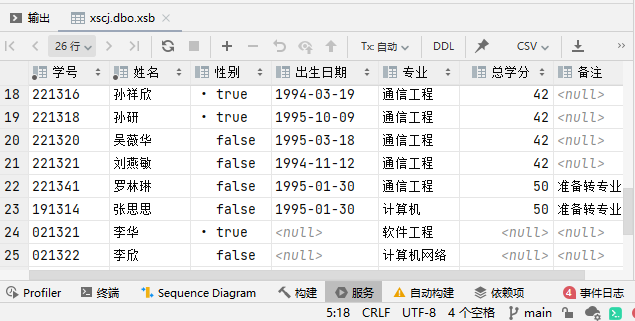 输出 xscj.dbo.xsb
26 行 Tx: 自动 DDL CSV
学号 姓名 性别 出生日期 专业 总学分 备注
18 221316 孙祥欣 true 1994-03-19 通信工程 42 <null>
19 221318 孙研 true 1995-10-09 通信工程 42 <null>
20 221320 吴薇华 false 1995-03-18 通信工程 42 <null>
21 221321 刘燕敏 false 1994-11-12 通信工程 42 <null>
22 221341 罗林琳 false 1995-01-30 通信工程 50 准备转专业
23 191314 张思思 false 1995-01-30 计算机 50 准备转专业
24 021321 李华 true <null> 软件工程 <null> <null>
25 021322 李欣 false <null> 计算机网络 <null> <null>
Profiler 终端 Sequence Diagram 构建 服务 自动构建 依赖项 4 事件日志
5:18 CRLF UTF-8 4 个空格 main